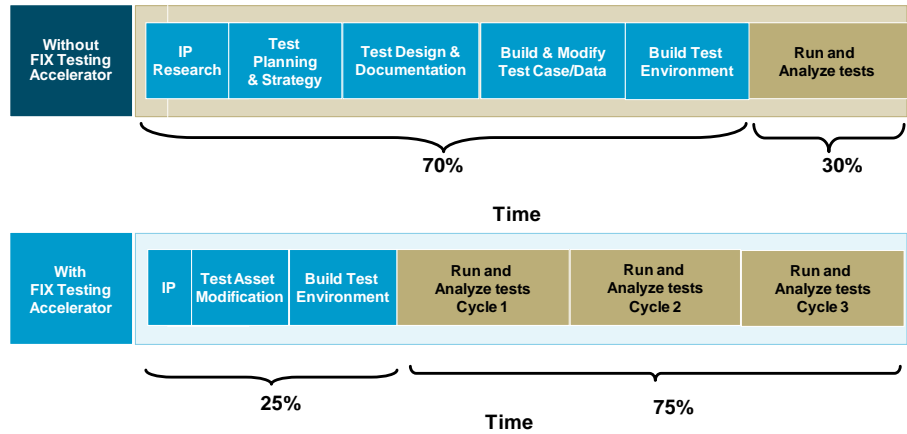 Without
FIX Testing
Accelerator
IP
Research
Test
Planning
& Strategy
Test Design &
Documentation
Build & Modify
Test Case/Data
Build Test
Environment
Run and
Analyze tests
70%
30%
Time
With
FIX Testing
Accelerator
IP
Test Asset
Modification
Build Test
Environment
Run and
Analyze tests
Cycle 1
Run and
Analyze tests
Cycle 2
Run and
Analyze tests
Cycle 3
25%
75%
Time